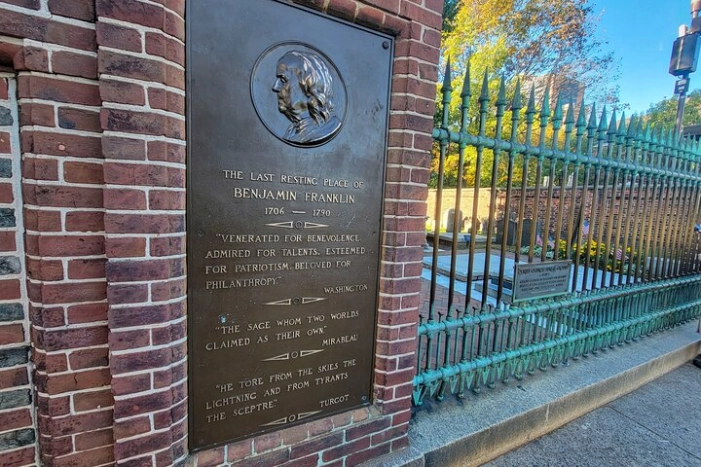 THE LAST RESTING PLACE OF
BENJAMIN FRANKLIN
1706 — 1790
"VENERATED FOR BENEVOLENCE.
ADMIRED FOR TALENTS. ESTEEMED
FOR PATRIOTISM. BELOVED FOR
PHILANTHROPY."
WASHINGTON
"THE SAGE WHOM TWO WORLDS
CLAIMED AS THEIR OWN"
MIRABEAU
"HE TORE FROM THE SKIES THE
LIGHTNING AND FROM TYRANTS
THE SCEPTRE"
TURGOT